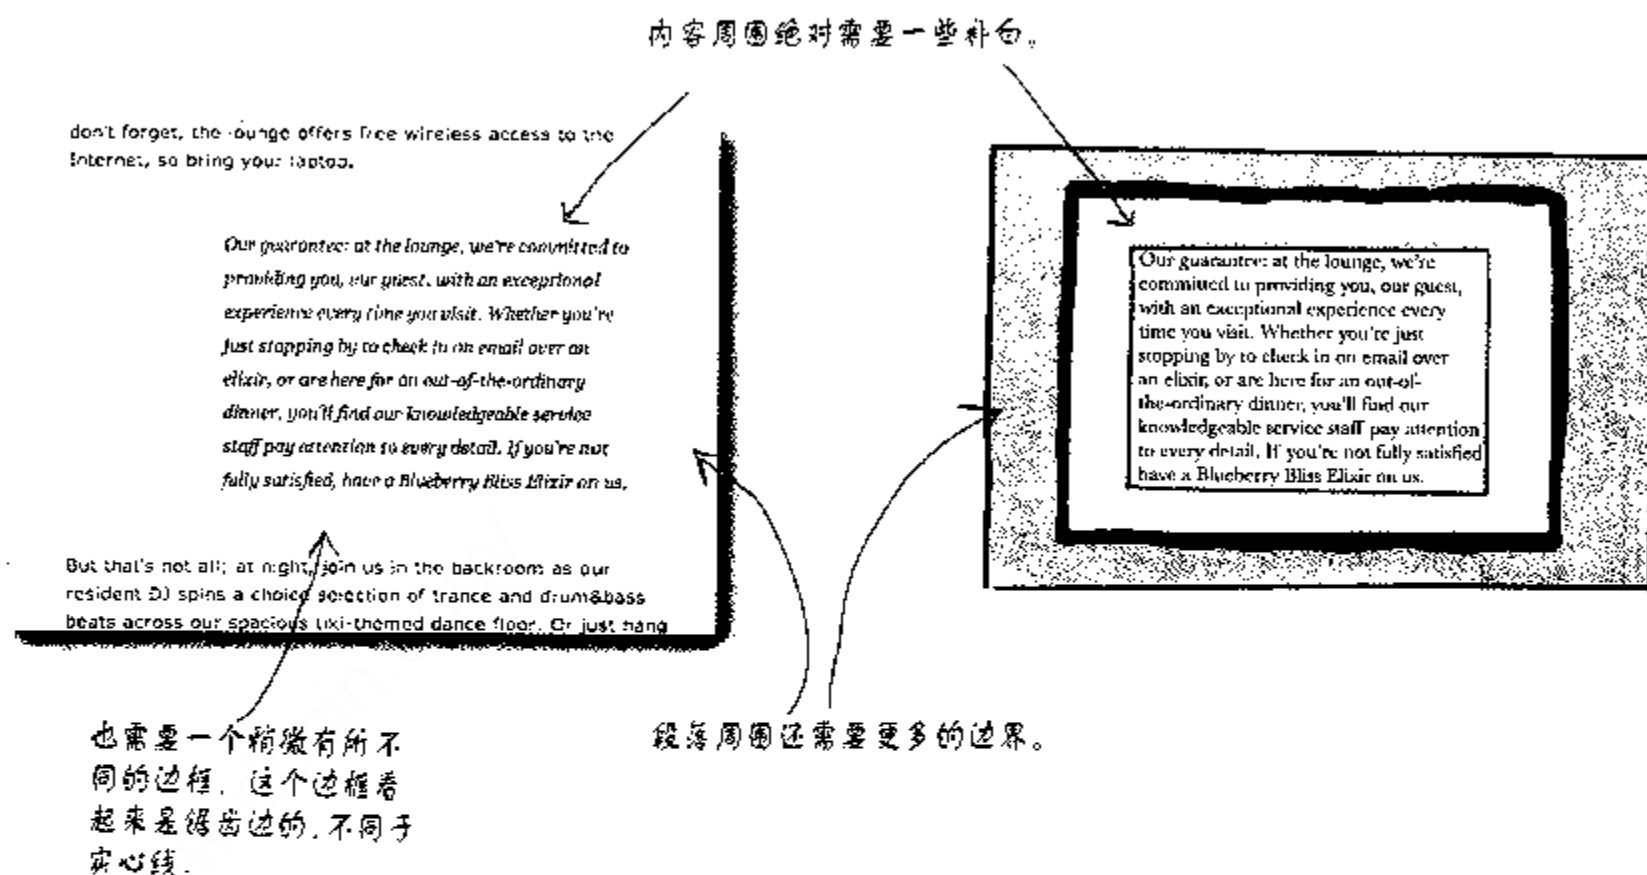 内容周围绝对需要一些补白。
don't forget, the lounge offers free wireless access to the
Internet, so bring your laptop.
Our guarantee: at the lounge, we're committed to
providing you, our guest, with an exceptional
experience every time you visit. Whether you're
just stopping by to check in on email over an
elixir, or are here for an out-of-the-ordinary
dinner, you'll find our knowledgeable service
staff pay attention to every detail. If you're not
fully satisfied, have a Blueberry Bliss Elixir on us.
But that's not all; at night, join us in the backroom as our
resident DJ spins a choice selection of trance and drum&bass
beats across our spacious tiki-themed dance floor. Or just hang
Our guarantee: at the lounge, we're
committed to providing you, our guest,
with an exceptional experience every
time you visit. Whether you're just
stopping by to check in on email over
an elixir, or are here for an out-of-
the-ordinary dinner, you'll find our
knowledgeable service staff pay attention
to every detail. If you're not fully satisfied
have a Blueberry Bliss Elixir on us.
也需要一个稍微有所不
同的边框。这个边框看
起来是锯齿边的,不同于
实心线。
段落周围还需要更多的边界。